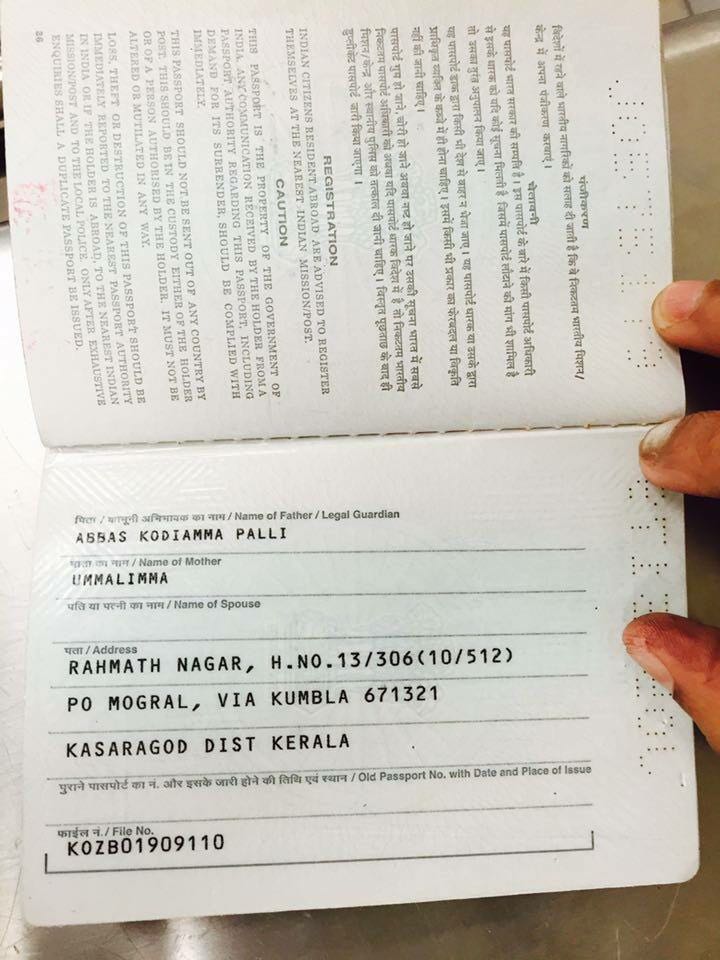 पंजीकरण
विदेशों में रहने वाले भारतीय नागरिकों को सलाह दी जाती है कि वे निकटतम भारतीय मिशन/
केन्द्र में अपना पंजीकरण करवाएं।
चेतावनी
यह पासपोर्ट भारत सरकार की सम्पत्ति है। इस पासपोर्ट के बारे में किसी पासपोर्ट अधिकारी
से इसके धारक को यदि कोई सूचना मिलती है जिसमें पासपोर्ट लौटाने की मांग भी शामिल है
तो उसका तुरंत अनुपालन किया जाए।
यह पासपोर्ट डाक द्वारा किसी भी देश से बाहर न भेजा जाए। यह पासपोर्ट धारक या उसके द्वारा
प्राधिकृत व्यक्ति के कब्जे में ही होना चाहिए। इसमें किसी भी प्रकार का फेरबदल या विकृति
नहीं की जानी चाहिए।
पासपोर्ट गुम हो जाने, चोरी हो जाने अथवा नष्ट हो जाने पर उसकी सूचना भारत में सबसे
निकटतम पासपोर्ट अधिकारी को अथवा यदि पासपोर्ट धारक विदेश में है तो निकटतम भारतीय
मिशन/केन्द्र और स्थानीय पुलिस को तत्काल दी जानी चाहिए। विस्तृत पूछताछ के बाद ही
डुप्लीकेट पासपोर्ट जारी किया जाएगा।
REGISTRATION
INDIAN CITIZENS RESIDENT ABROAD ARE ADVISED TO REGISTER
THEMSELVES AT THE NEAREST INDIAN MISSION/POST.
CAUTION
THIS PASSPORT IS THE PROPERTY OF THE GOVERNMENT OF
INDIA. ANY COMMUNICATION RECEIVED BY THE HOLDER FROM A
PASSPORT AUTHORITY REGARDING THIS PASSPORT, INCLUDING
DEMAND FOR ITS SURRENDER, SHOULD BE COMPLIED WITH
IMMEDIATELY.
THIS PASSPORT SHOULD NOT BE SENT OUT OF ANY COUNTRY BY
POST. THIS SHOULD BE IN THE CUSTODY EITHER OF THE HOLDER
OR OF A PERSON AUTHORISED BY THE HOLDER. IT MUST NOT BE
ALTERED OR MUTILATED IN ANY WAY.
LOSS, THEFT OR DESTRUCTION OF THIS PASSPORT SHOULD BE
IMMEDIATELY REPORTED TO THE NEAREST PASSPORT AUTHORITY
IN INDIA OR IF THE HOLDER IS ABROAD, TO THE NEAREST INDIAN
MISSION/POST AND TO THE LOCAL POLICE. ONLY AFTER EXHAUSTIVE
ENQUIRIES SHALL A DUPLICATE PASSPORT BE ISSUED.
36
पिता / कानूनी अभिभावक का नाम / Name of Father / Legal Guardian
ABBAS KODIAMMA PALLI
माता का नाम / Name of Mother
UMMALIMMA
पति या पत्नी का नाम / Name of Spouse
पता / Address
RAHMATH NAGAR, H.NO.13/306(10/512)
PO MOGRAL, VIA KUMBLA 671321
KASARAGOD DIST KERALA
पुराने पासपोर्ट का नं. और इसके जारी होने की तिथि एवं स्थान / Old Passport No. with Date and Place of Issue
फाईल नं./ File No.
KOZB01909110